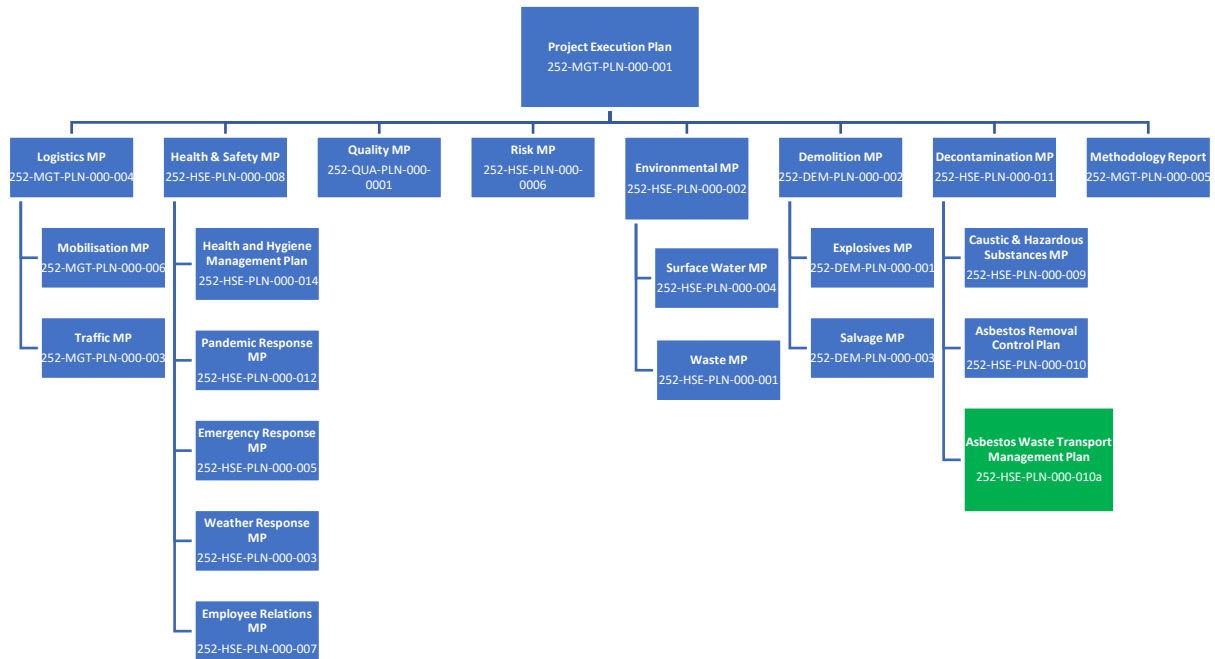 Project Execution Plan
252-MGT-PLN-000-001
Logistics MP
252-MGT-PLN-000-004
Health & Safety MP
252-HSE-PLN-000-008
Quality MP
252-QUA-PLN-000-
0001
Risk MP
252-HSE-PLN-000-
0006
Environmental MP
252-HSE-PLN-000-002
Demolition MP
252-DEM-PLN-000-002
Decontamination MP
252-HSE-PLN-000-011
Methodology Report
252-MGT-PLN-000-005
Mobilisation MP
252-MGT-PLN-000-006
Traffic MP
252-MGT-PLN-000-003
Health and Hygiene
Management Plan
252-HSE-PLN-000-014
Pandemic Response
MP
252-HSE-PLN-000-012
Emergency Response
MP
252-HSE-PLN-000-005
Weather Response
MP
252-HSE-PLN-000-003
Employee Relations
MP
252-HSE-PLN-000-007
Surface Water MP
252-HSE-PLN-000-004
Waste MP
252-HSE-PLN-000-001
Explosives MP
252-DEM-PLN-000-001
Salvage MP
252-DEM-PLN-000-003
Caustic & Hazardous
Substances MP
252-HSE-PLN-000-009
Asbestos Removal
Control Plan
252-HSE-PLN-000-010
Asbestos Waste Transport
Management Plan
252-HSE-PLN-000-010a